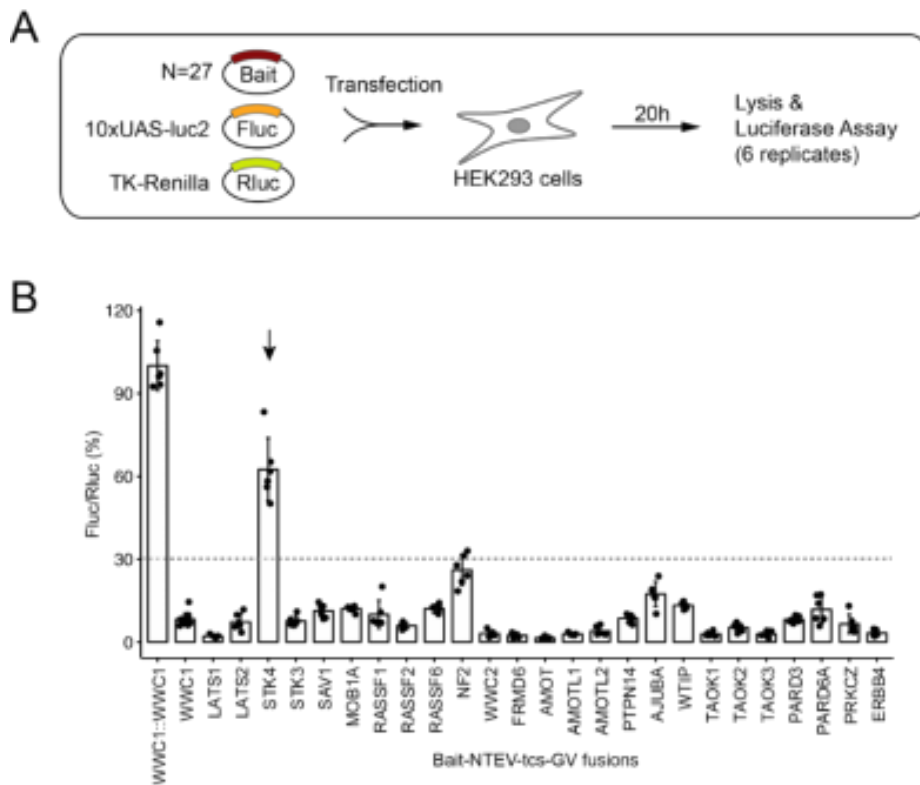 A
N=27
Bait
10xUAS-luc2
Fluc
TK-Renilla
Rluc
Transfection
HEK293 cells
20h
Lysis &
Luciferase Assay
(6 replicates)
B
Fluc/Rluc (%)
120
90
60
30
0
WWC1::WWC1
WWC1
LATS1
LATS2
STK4
STK3
SAV1
MOB1A
RASSF1
RASSF2
RASSF6
NF2
WWC2
FRMD6
AMOT
AMOTL1
AMOTL2
PTPN14
AJUBA
WTIP
TAOK1
TAOK2
TAOK3
PARD3
PARD6A
PRKCZ
ERBB4
Bait-NTEV-tcs-GV fusions